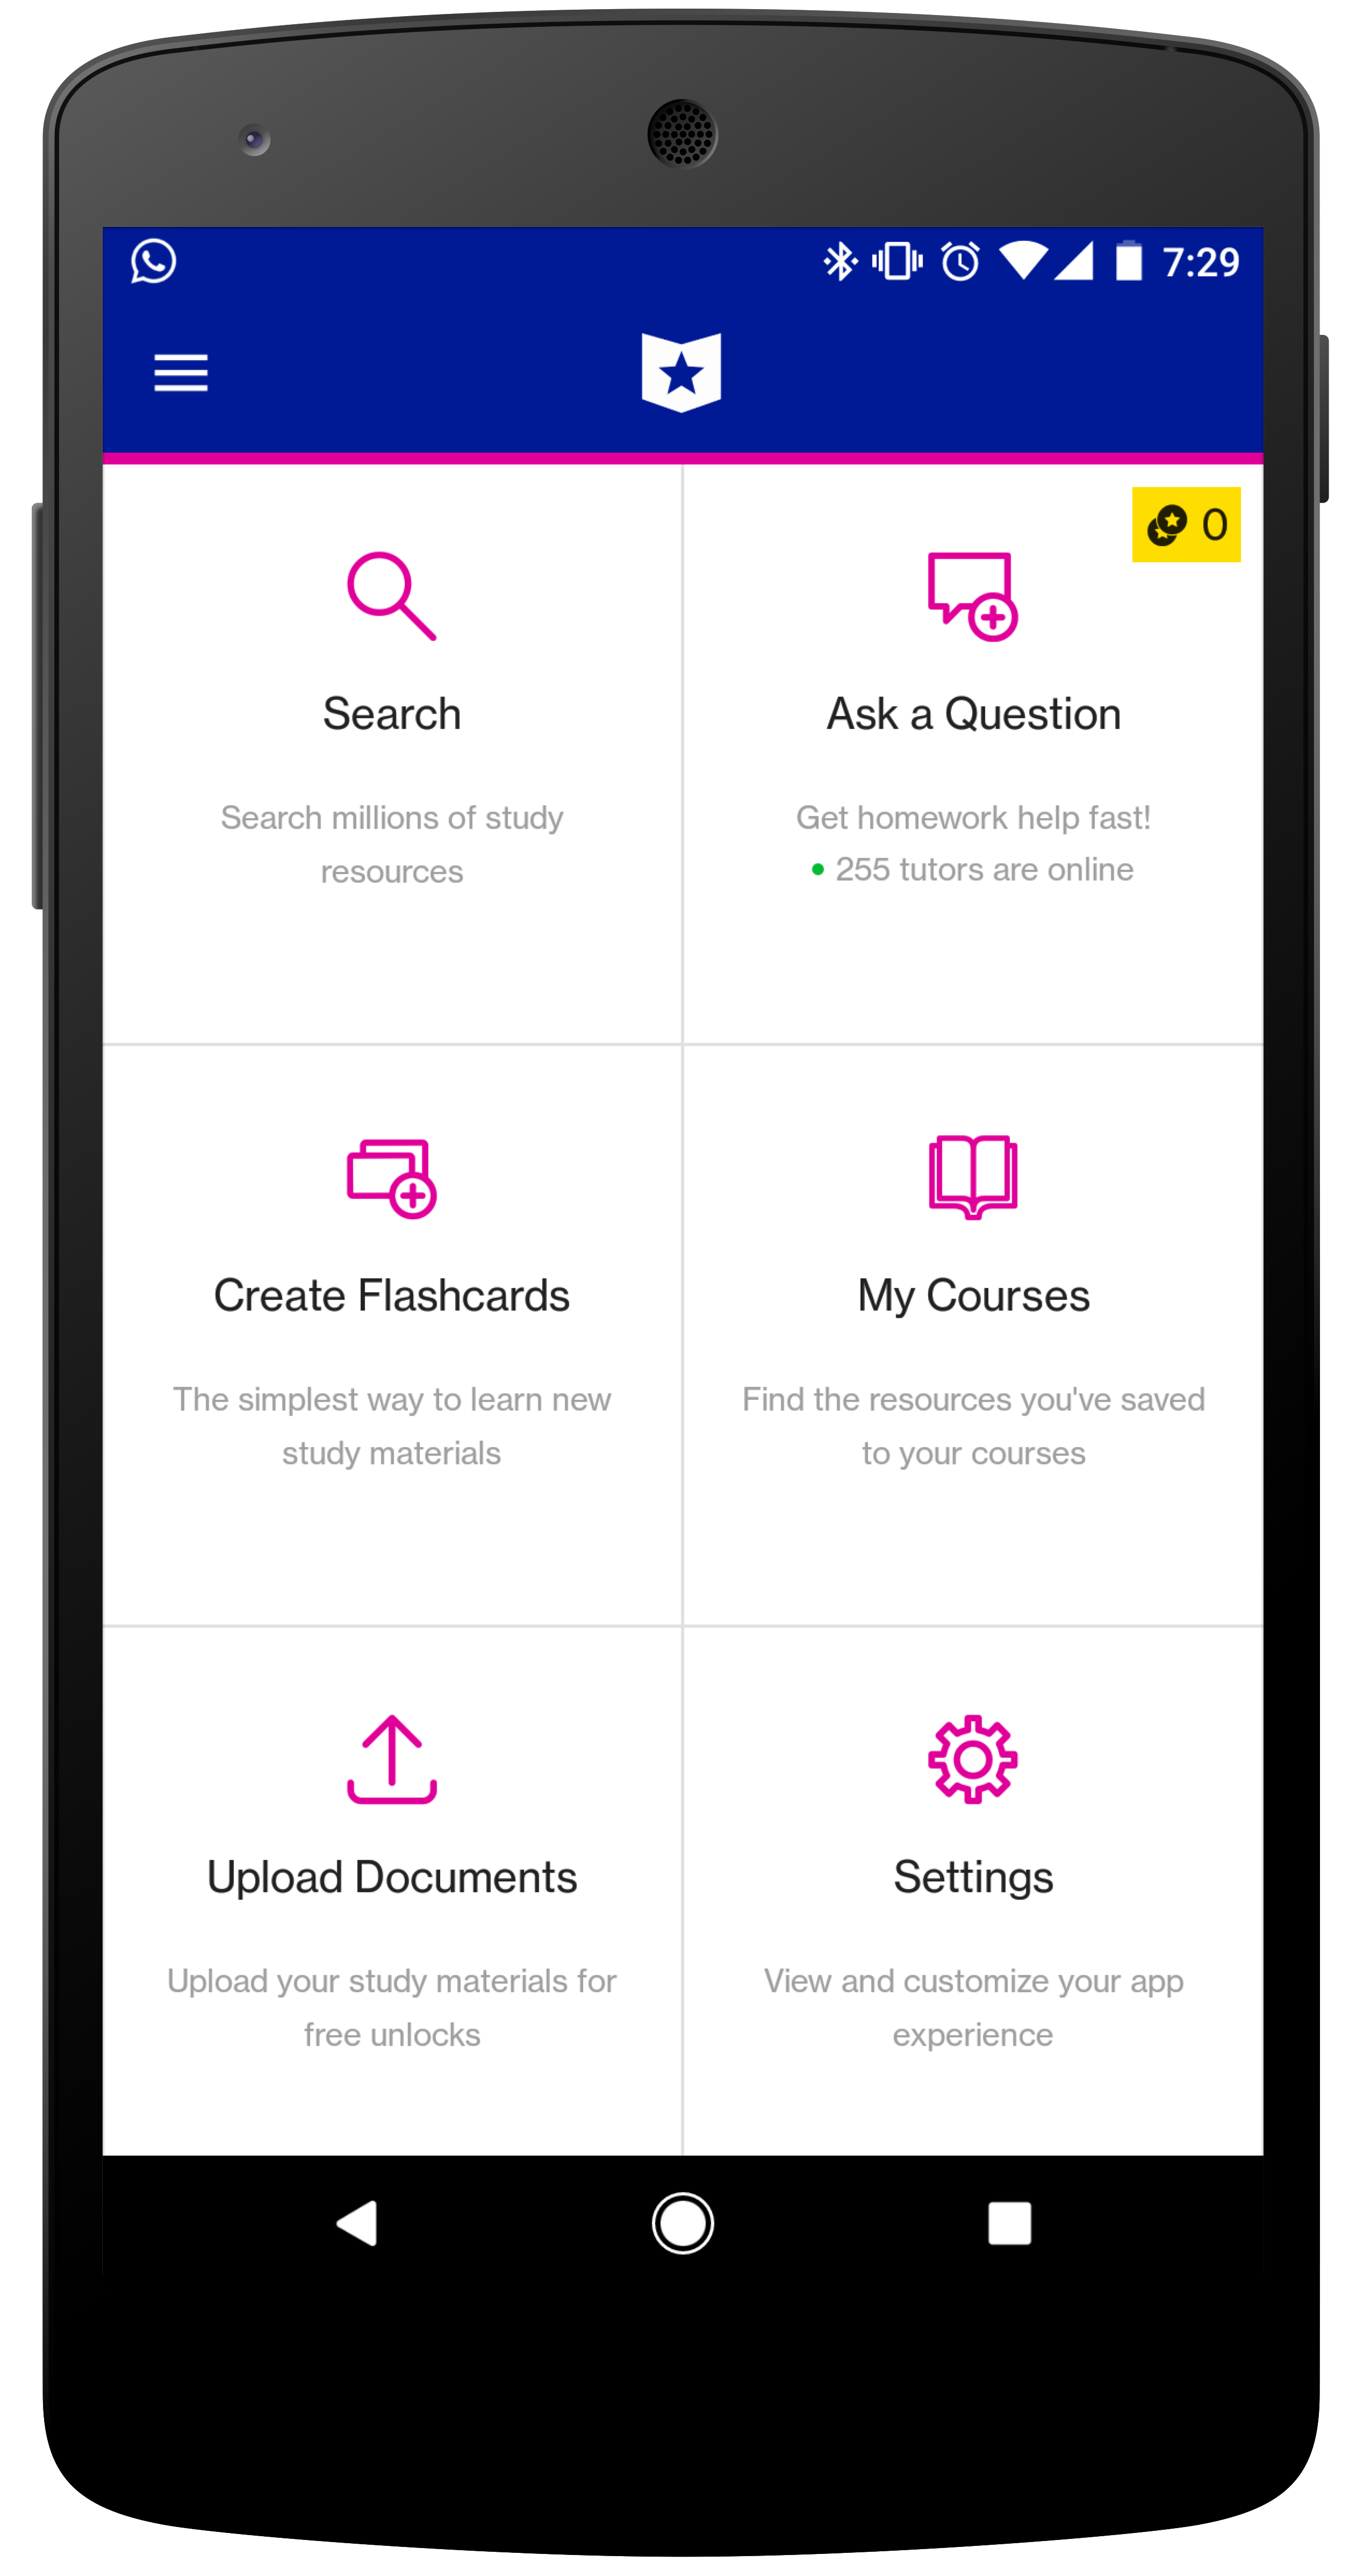 7:29
0
Search
Search millions of study
resources
Ask a Question
Get homework help fast!
• 255 tutors are online
Create Flashcards
The simplest way to learn new
study materials
My Courses
Find the resources you've saved
to your courses
Upload Documents
Upload your study materials for
free unlocks
Settings
View and customize your app
experience